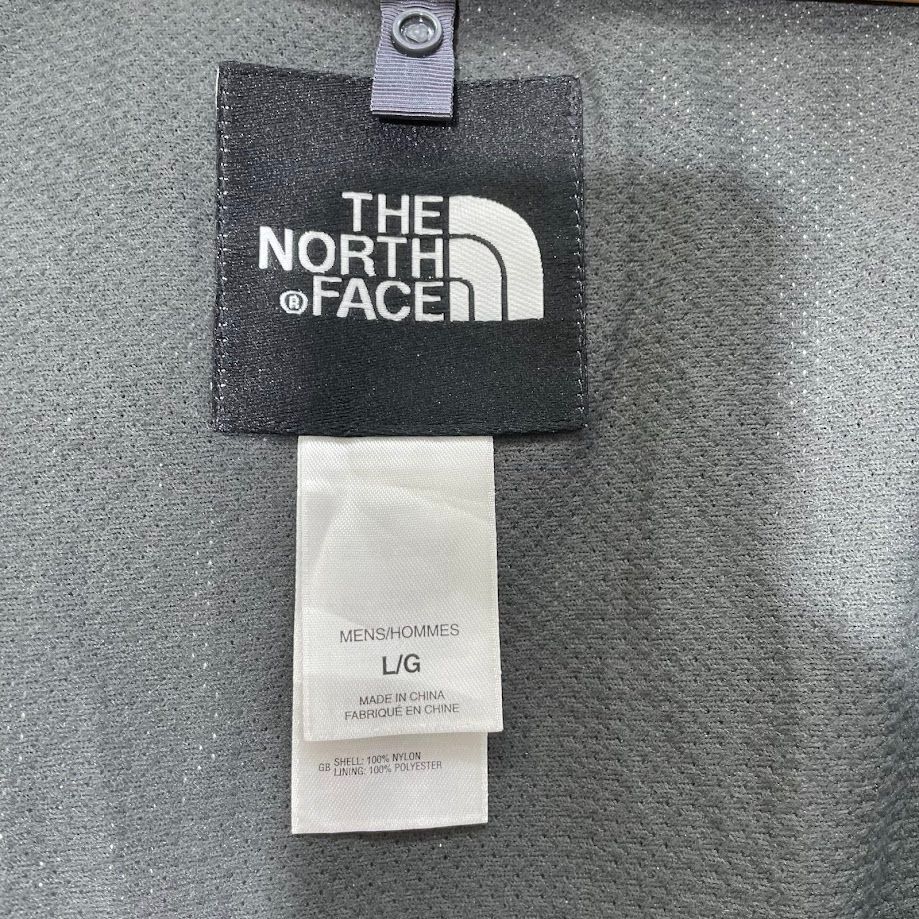 THE
NORTH
® FACE
MENS/HOMMES
L/G
MADE IN CHINA
FABRIQUÉ EN CHINE
GB SHELL: 100% NYLON
LINING: 100% POLYESTER